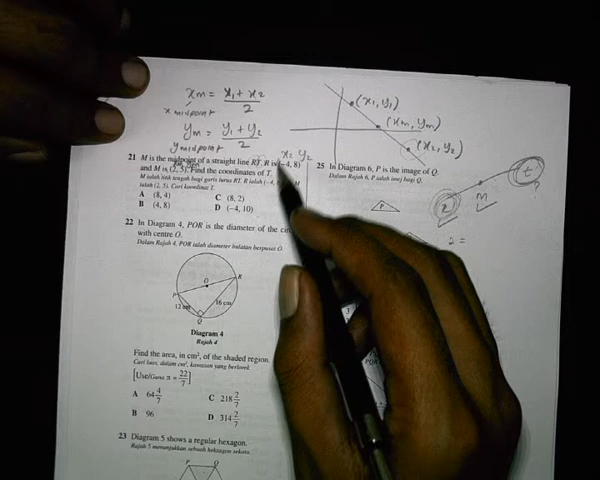 xm = x1 + x2 / 2
x midpoint
ym = y1 + y2 / 2
y midpoint
(x1, y1)
(xm, ym)
(x2, y2)
x2 y2
21 M is the midpoint of a straight line RT. R is (-4, 8)
and M is (2, 5). Find the coordinates of T.
M ialah titik tengah bagi garis lurus RT. R ialah (-4, 8)
ialah (2, 5). Cari koordinat T.
A (8, 4) C (8, 2)
B (4, 8) D (-4, 10)
22 In Diagram 4, POR is the diameter of the
with centre O.
Dalam Rajah 4, POR ialah diameter bulatan berpusat O.
O
R
P
12 cm
16 cm
Q
Diagram 4
Rajah 4
Find the area, in cm², of the shaded region.
Cari luas, dalam cm², kawasan yang berlorek.
[Use/Guna π = 22/7]
A 64 4/7 C 218 2/7
B 96 D 314 2/7
23 Diagram 5 shows a regular hexagon.
Rajah 5 menunjukkan sebuah heksagon sekata.
P Q
25 In Diagram 6, P is the image of Q.
Dalam Rajah 6, P ialah imej bagi Q.
P
R
M
t
2 =